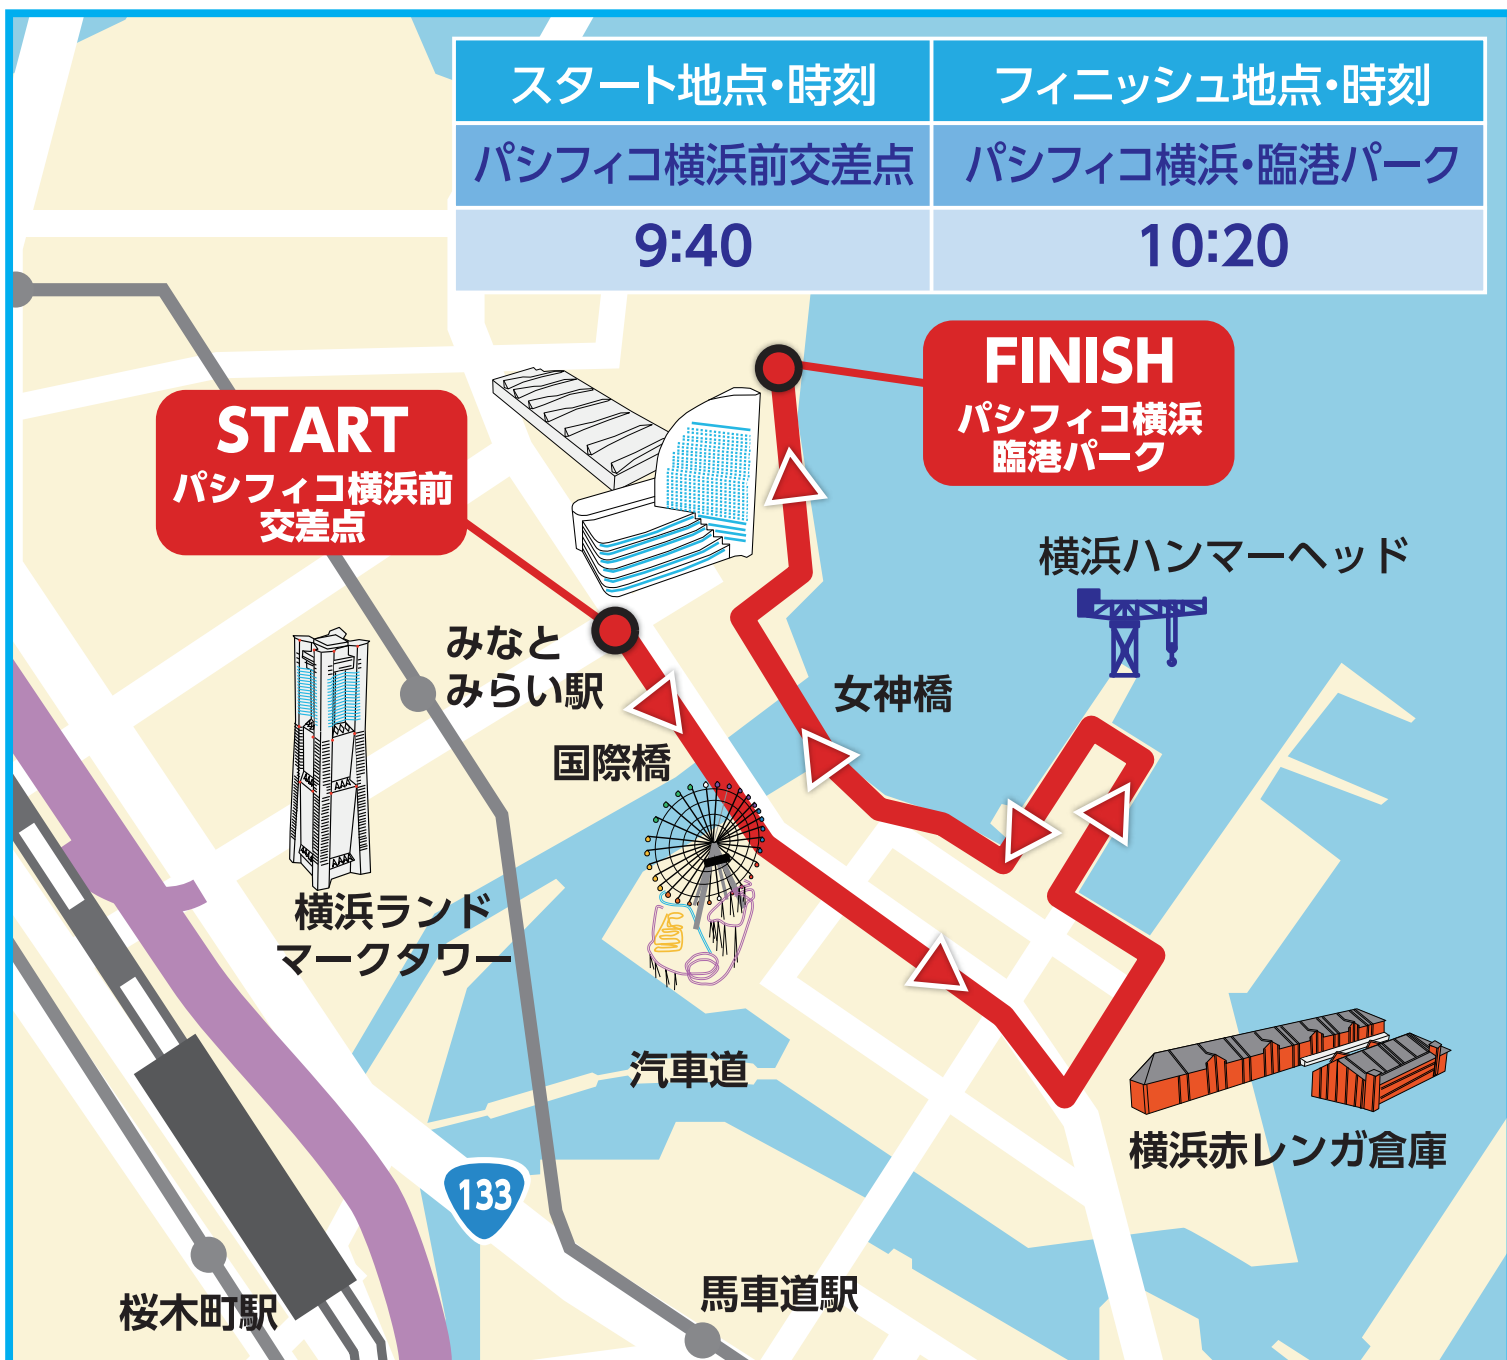 スタート地点・時刻
フィニッシュ地点・時刻
パシフィコ横浜前交差点
パシフィコ横浜・臨港パーク
9:40
10:20
FINISH
パシフィコ横浜
臨港パーク
START
パシフィコ横浜前
交差点
横浜ハンマーヘッド
みなと
みらい駅
女神橋
国際橋
横浜ランド
マークタワー
汽車道
横浜赤レンガ倉庫
133
桜木町駅
馬車道駅